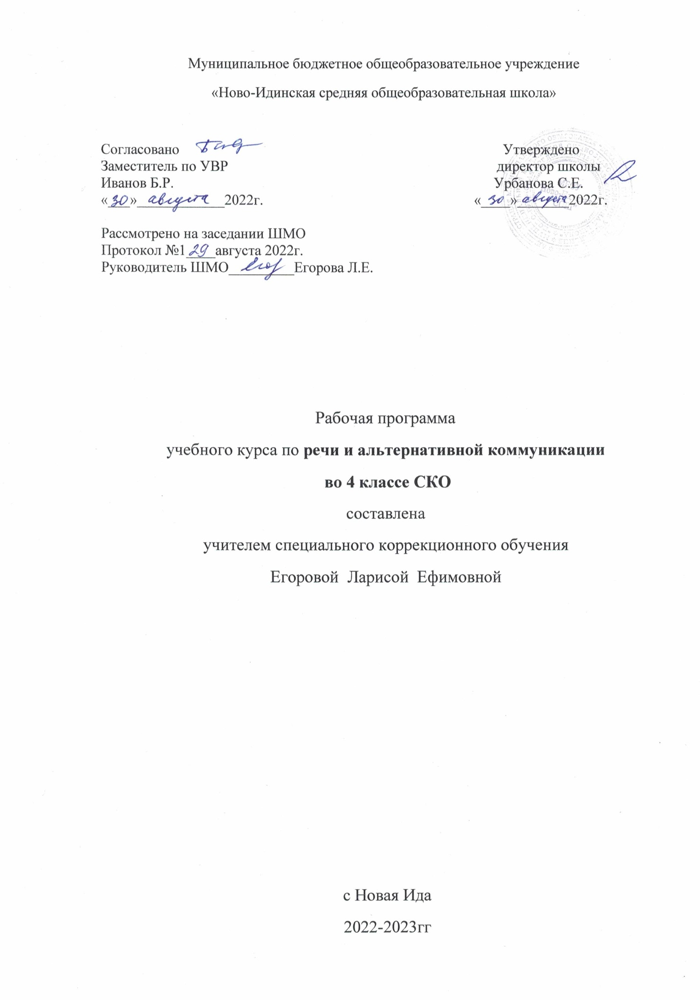 Муниципальное бюджетное общеобразовательное учреждение
«Ново-Идинская средняя общеобразовательная школа»
Согласовано
Заместитель по УВР
Иванов Б.Р.
«30» августа 2022г.
Утверждено
директор школы
Урбанова С.Е.
«30» августа 2022г.
Рассмотрено на заседании ШМО
Протокол №1 29 августа 2022г.
Руководитель ШМО_________Егорова Л.Е.
Рабочая программа
учебного курса по речи и альтернативной коммуникации
во 4 классе СКО
составлена
учителем специального коррекционного обучения
Егоровой Ларисой Ефимовной
с Новая Ида
2022-2023гг